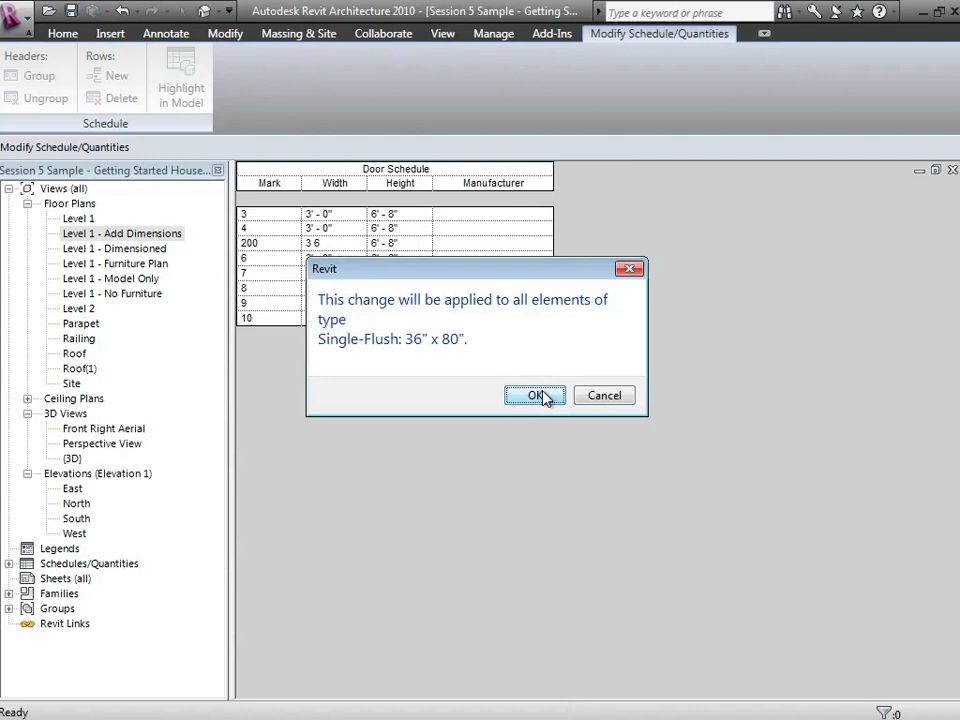 Autodesk Revit Architecture 2010 - [Session 5 Sample - Getting S...
Type a keyword or phrase
Home Insert Annotate Modify Massing & Site Collaborate View Manage Add-Ins Modify Schedule/Quantities
Headers: Rows:
Group New
Ungroup Delete
Highlight
in Model
Schedule
Modify Schedule/Quantities
Session 5 Sample - Getting Started House...
Views (all)
Floor Plans
Level 1
Level 1 - Add Dimensions
Level 1 - Dimensioned
Level 1 - Furniture Plan
Level 1 - Model Only
Level 1 - No Furniture
Level 2
Parapet
Railing
Roof
Roof(1)
Site
Ceiling Plans
3D Views
Front Right Aerial
Perspective View
{3D}
Elevations (Elevation 1)
East
North
South
West
Legends
Schedules/Quantities
Sheets (all)
Families
Groups
Revit Links
Door Schedule
Mark Width Height Manufacturer
3 3' - 0" 6' - 8"
4 3' - 0" 6' - 8"
200 3 6 6' - 8"
6
7
8
9
10
Revit
This change will be applied to all elements of
type
Single-Flush: 36" x 80".
OK Cancel
Ready
:0